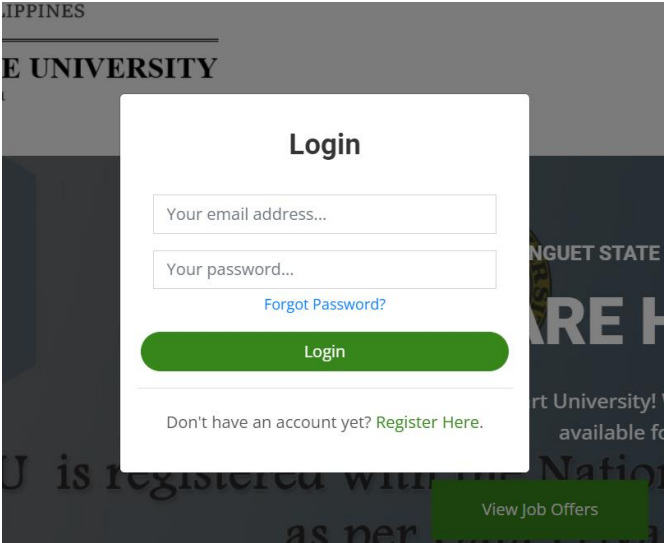 IPPINES
E UNIVERSITY
Login
Your email address...
Your password...
Forgot Password?
Login
Don't have an account yet? Register Here.
NGUET STATE
ARE H
rt University!
available fo
U is registered with the Nation
as per
View Job Offers